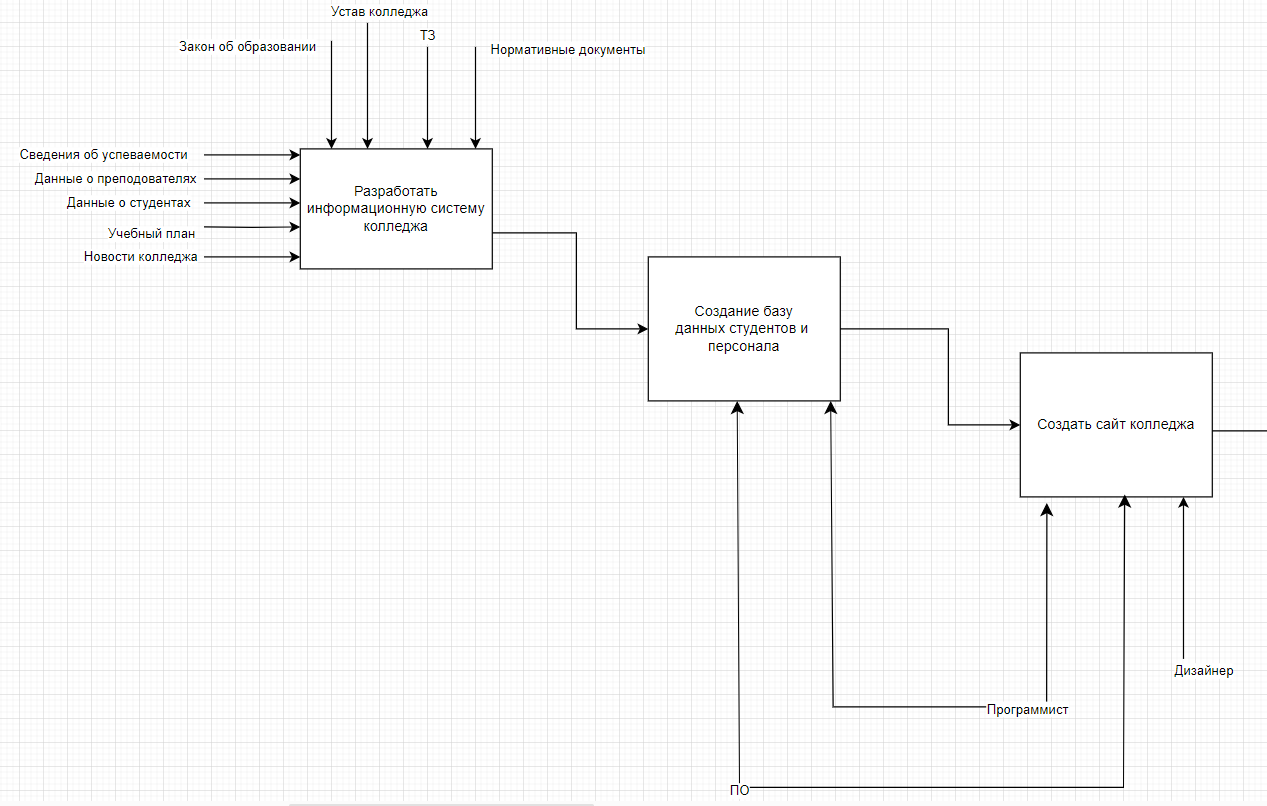 Устав колледжа
ТЗ
Закон об образовании
Нормативные документы
Сведения об успеваемости
Данные о преподователях
Данные о студентах
Учебный план
Новости колледжа
Разработать
информационную систему
колледжа
Создание базу
данных студентов и
персонала
Создать сайт колледжа
Дизайнер
Программист
ПО